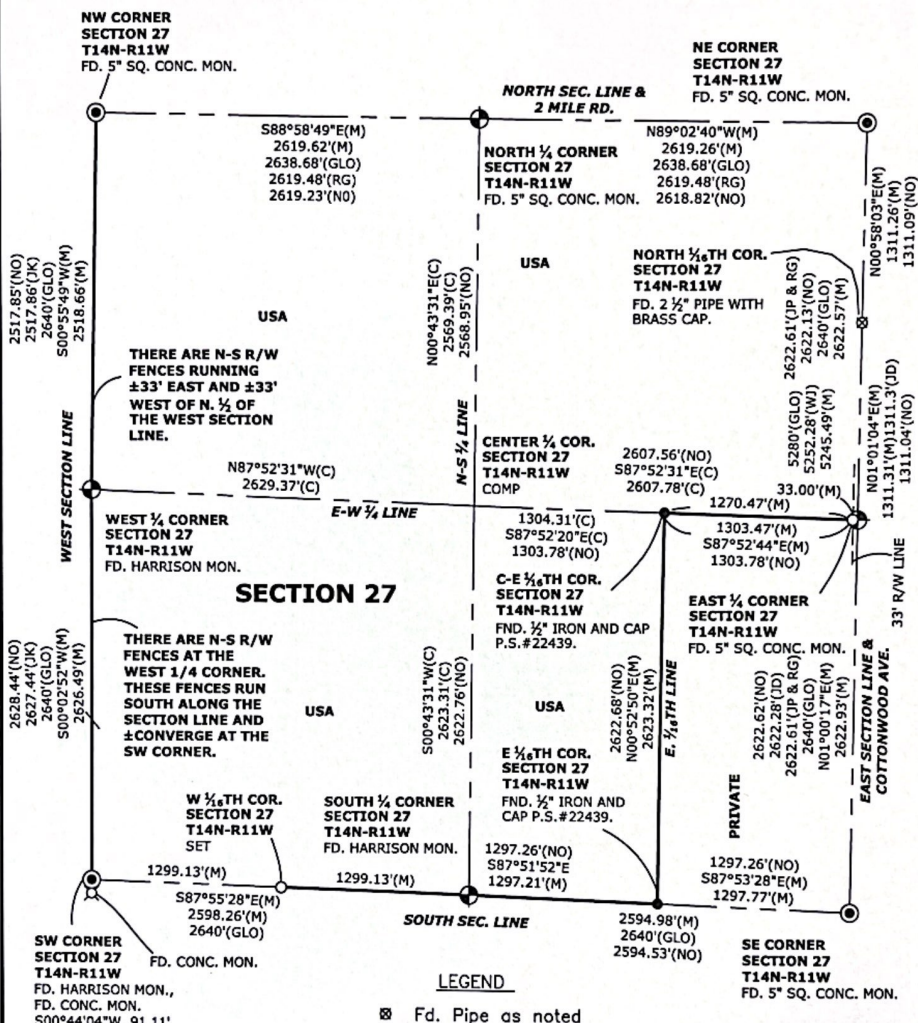 NW CORNER
SECTION 27
T14N-R11W
FD. 5" SQ. CONC. MON.
NE CORNER
SECTION 27
T14N-R11W
FD. 5" SQ. CONC. MON.
NORTH SEC. LINE &
2 MILE RD.
S88°58'49"E(M)
2619.62'(M)
2638.68'(GLO)
2619.48'(RG)
2619.23'(NO)
NORTH ¼ CORNER
SECTION 27
T14N-R11W
FD. 5" SQ. CONC. MON.
N89°02'40"W(M)
2619.26'(M)
2638.68'(GLO)
2619.48'(RG)
2618.82'(NO)
N00°58'03"E(M)
1311.26'(M)
1311.09'(NO)
2517.85'(NO)
2517.86'(JK)
2640'(GLO)
S00°55'49"W(M)
2518.66'(M)
USA
THERE ARE N-S R/W
FENCES RUNNING
±33' EAST AND ±33'
WEST OF N. ½ OF
THE WEST SECTION
LINE.
N00°43'31"E(C)
2569.39'(C)
2568.95'(NO)
USA
NORTH 1/16TH COR.
SECTION 27
T14N-R11W
FD. 2 ½" PIPE WITH
BRASS CAP.
2622.61'(JP & RG)
2622.13'(NO)
2640'(GLO)
2622.57'(M)
5280'(GLO)
5252.28'(WJ)
5245.49'(M)
N01°01'04"E(M)
1311.31'(M)1311.3'(JD)
1311.04'(NO)
WEST SECTION LINE
N-S ¼ LINE
N87°52'31"W(C)
2629.37'(C)
E-W ¼ LINE
CENTER ¼ COR.
SECTION 27
T14N-R11W
COMP
2607.56'(NO)
S87°52'31"E(C)
2607.78'(C)
33.00'(M)
1270.47'(M)
1304.31'(C)
S87°52'20"E(C)
1303.78'(NO)
1303.47'(M)
S87°52'44"E(M)
1303.78'(NO)
33' R/W LINE
WEST ¼ CORNER
SECTION 27
T14N-R11W
FD. HARRISON MON.
SECTION 27
C-E 1/16TH COR.
SECTION 27
T14N-R11W
FND. ½" IRON AND CAP
P.S.#22439.
EAST ¼ CORNER
SECTION 27
T14N-R11W
FD. 5" SQ. CONC. MON.
2628.44'(NO)
2627.44'(JK)
2640'(GLO)
S00°02'52"W(M)
2626.49'(M)
THERE ARE N-S R/W
FENCES AT THE
WEST 1/4 CORNER.
THESE FENCES RUN
SOUTH ALONG THE
SECTION LINE AND
±CONVERGE AT THE
SW CORNER.
USA
S00°43'31"W(C)
2623.31'(C)
2622.76'(NO)
USA
2622.68'(NO)
N00°52'50"E(M)
2623.32'(M)
E. 1/16TH LINE
2622.62'(NO)
2622.28'(JD)
2622.61'(JP & RG)
2640'(GLO)
N01°00'17"E(M)
2622.93'(M)
EAST SECTION LINE &
COTTONWOOD AVE.
PRIVATE
E 1/16TH COR.
SECTION 27
T14N-R11W
FND. ½" IRON AND
CAP P.S.#22439.
W 1/16TH COR.
SECTION 27
T14N-R11W
SET
SOUTH ¼ CORNER
SECTION 27
T14N-R11W
FD. HARRISON MON.
1299.13'(M)
1299.13'(M)
S87°55'28"E(M)
2598.26'(M)
2640'(GLO)
1297.26'(NO)
S87°51'52"E
1297.21'(M)
1297.26'(NO)
S87°53'28"E(M)
1297.77'(M)
SOUTH SEC. LINE
2594.98'(M)
2640'(GLO)
2594.53'(NO)
SW CORNER
SECTION 27
T14N-R11W
FD. HARRISON MON.,
FD. CONC. MON.
S00°44'04"W, 91.11'
FD. CONC. MON.
SE CORNER
SECTION 27
T14N-R11W
FD. 5" SQ. CONC. MON.
LEGEND
Fd. Pipe as noted